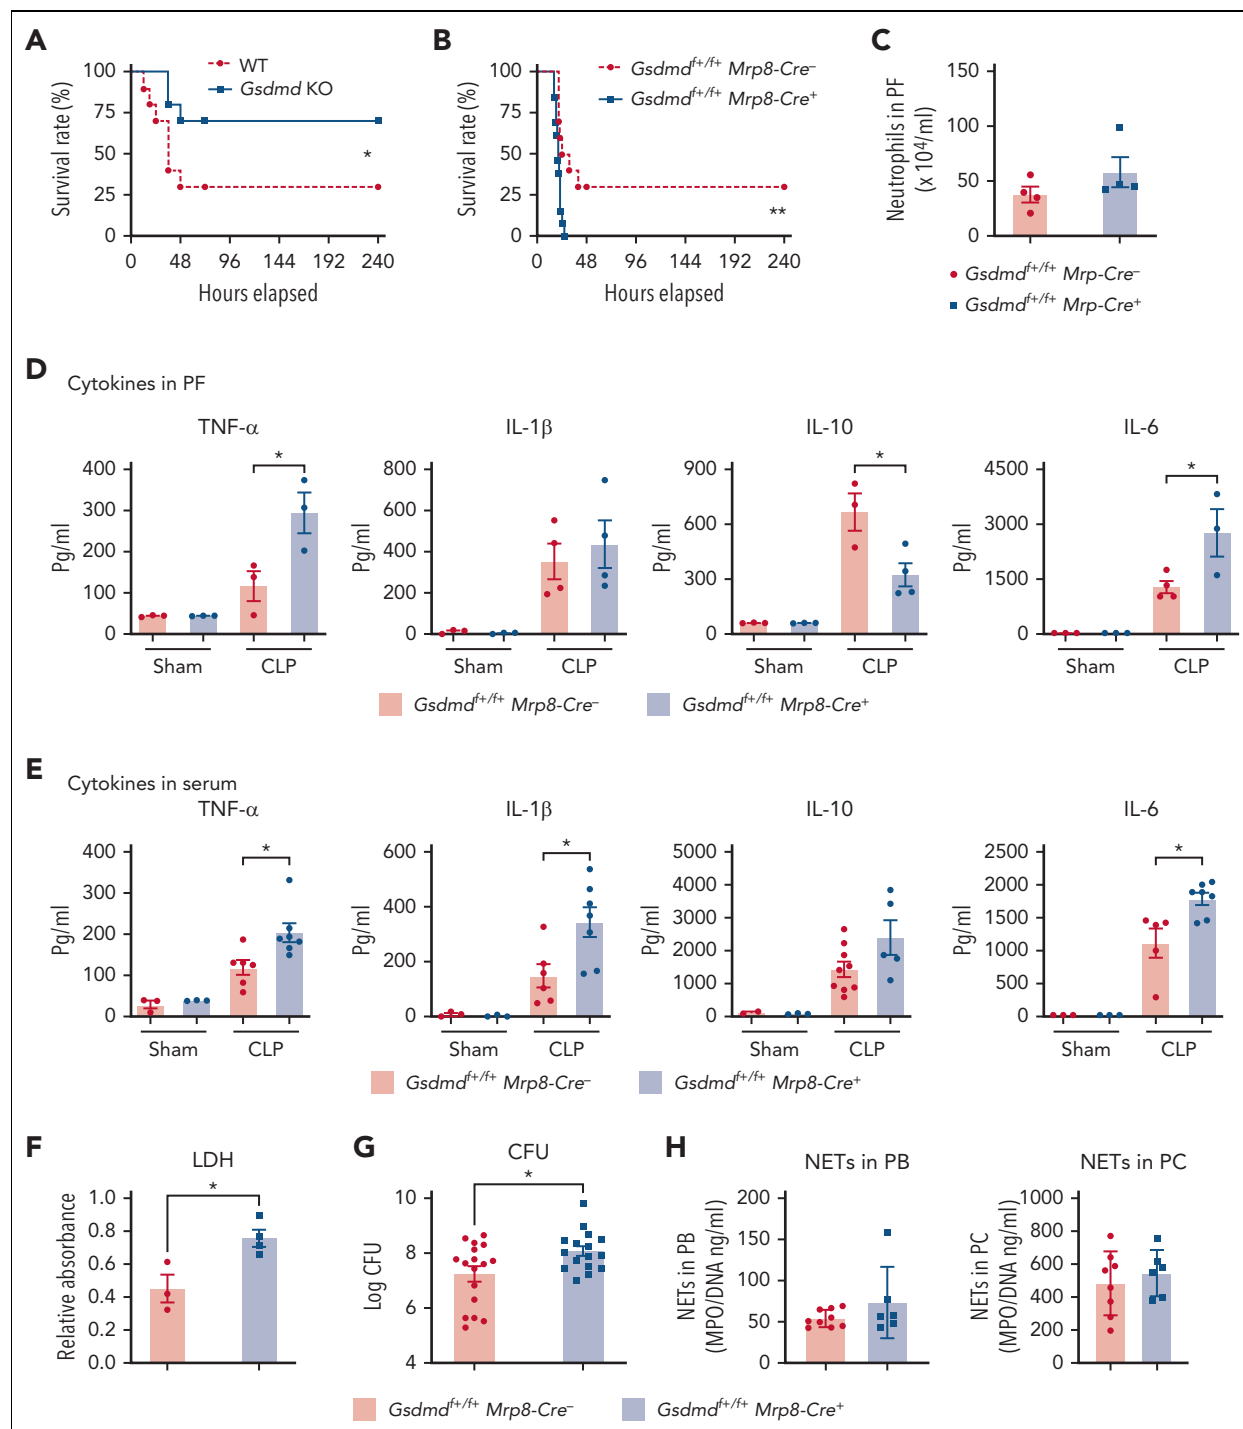 A
WT
Gsdmd KO
Survival rate (%)
100
75
50
25
0
*
0 48 96 144 192 240
Hours elapsed
B
Gsdmd^f+/f+ Mrp8-Cre⁻
Gsdmd^f+/f+ Mrp8-Cre⁺
Survival rate (%)
100
75
50
25
0
**
0 48 96 144 192 240
Hours elapsed
C
Neutrophils in PF
(x 10⁴/ml)
150
100
50
0
Gsdmd^f+/f+ Mrp-Cre⁻
Gsdmd^f+/f+ Mrp-Cre⁺
D
Cytokines in PF
TNF-α
Pg/ml
400
300
200
100
0
*
Sham CLP
IL-1β
Pg/ml
800
600
400
200
0
Sham CLP
IL-10
Pg/ml
900
600
300
0
*
Sham CLP
IL-6
Pg/ml
4500
3000
1500
0
*
Sham CLP
Gsdmd^f+/f+ Mrp8-Cre⁻ Gsdmd^f+/f+ Mrp8-Cre⁺
E
Cytokines in serum
TNF-α
Pg/ml
400
300
200
100
0
*
Sham CLP
IL-1β
Pg/ml
600
400
200
0
*
Sham CLP
IL-10
Pg/ml
5000
4000
3000
2000
1000
0
Sham CLP
IL-6
Pg/ml
2500
2000
1500
1000
500
0
*
Sham CLP
Gsdmd^f+/f+ Mrp8-Cre⁻ Gsdmd^f+/f+ Mrp8-Cre⁺
F
LDH
Relative absorbance
1.0
0.8
0.6
0.4
0.2
0.0
*
G
CFU
Log CFU
10
8
6
4
*
H
NETs in PB
NETs in PB
(MPO/DNA ng/ml)
200
150
100
50
0
NETs in PC
NETs in PC
(MPO/DNA ng/ml)
1000
800
600
400
200
0
Gsdmd^f+/f+ Mrp8-Cre⁻ Gsdmd^f+/f+ Mrp8-Cre⁺